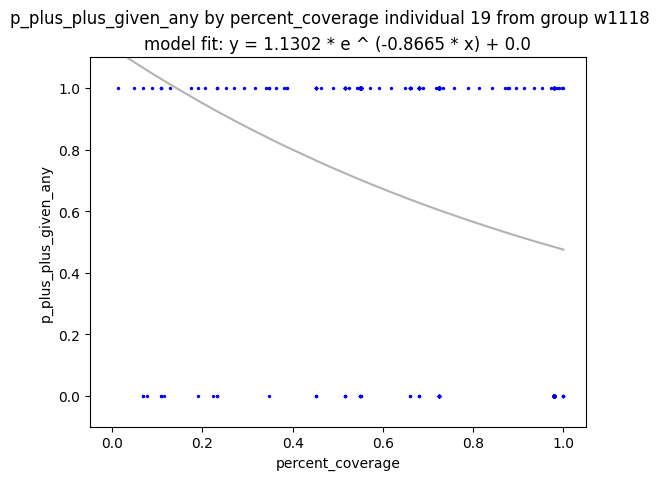 p_plus_plus_given_any by percent_coverage individual 19 from group w1118
model fit: y = 1.1302 * e ^ (-0.8665 * x) + 0.0
1.0
0.8
0.6
0.4
0.2
0.0
p_plus_plus_given_any
0.0 0.2 0.4 0.6 0.8 1.0
percent_coverage